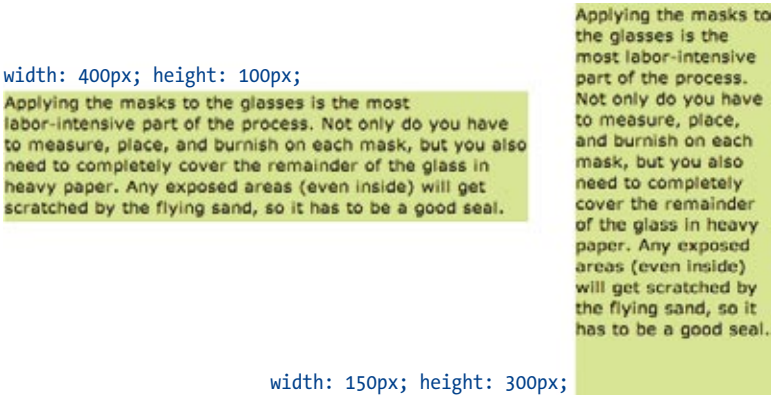 width: 400px; height: 100px;
Applying the masks to the glasses is the most
labor-intensive part of the process. Not only do you have
to measure, place, and burnish on each mask, but you also
need to completely cover the remainder of the glass in
heavy paper. Any exposed areas (even inside) will get
scratched by the flying sand, so it has to be a good seal.
Applying the masks to
the glasses is the
most labor-intensive
part of the process.
Not only do you have
to measure, place,
and burnish on each
mask, but you also
need to completely
cover the remainder
of the glass in heavy
paper. Any exposed
areas (even inside)
will get scratched by
the flying sand, so it
has to be a good seal.
width: 150px; height: 300px;